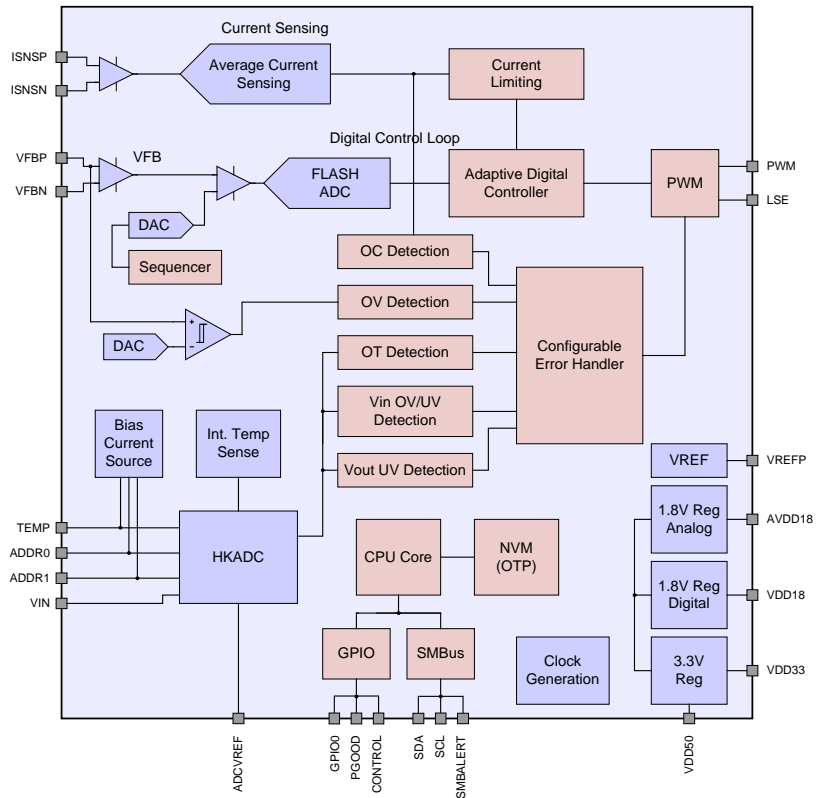 Current Sensing
ISNSP
ISNSN
Average Current
Sensing
Current
Limiting
Digital Control Loop
VFBP
VFBN
VFB
FLASH
ADC
Adaptive Digital
Controller
PWM
PWM
LSE
DAC
Sequencer
OC Detection
OV Detection
+
-
DAC
OT Detection
Configurable
Error Handler
Vin OV/UV
Detection
Vout UV Detection
Bias
Current
Source
Int. Temp
Sense
VREF
VREFP
TEMP
ADDR0
ADDR1
VIN
HKADC
CPU Core
NVM
(OTP)
1.8V Reg
Analog
AVDD18
1.8V Reg
Digital
VDD18
GPIO
SMBus
Clock
Generation
3.3V
Reg
VDD33
ADCVREF
GPIO0
PGOOD
CONTROL
SDA
SCL
SMBALERT
VDD50